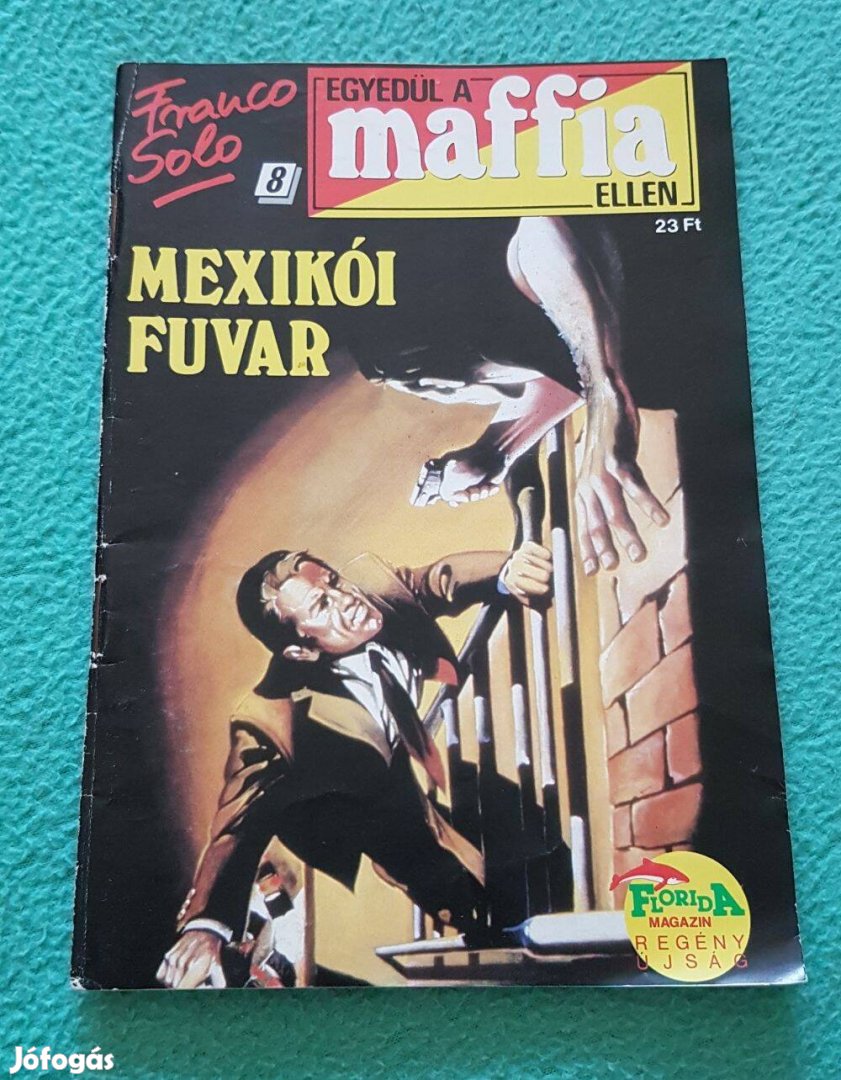 Franco
Solo
8
EGYEDÜL A
maffia
ELLEN
23 Ft
MEXIKÓI
FUVAR
FLORIDA
MAGAZIN
REGÉNY
ÚJSÁG
Jófogás